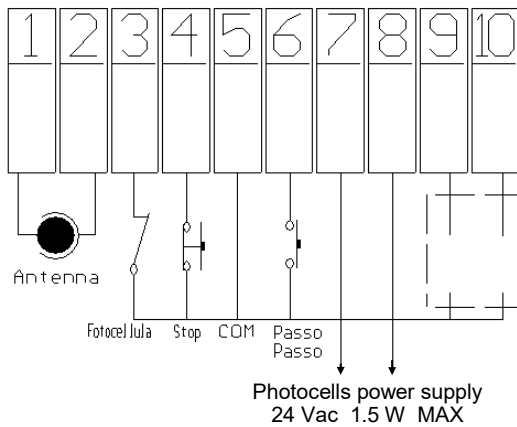 1 2 3 4 5 6 7 8 9 10
Antenna
Fotocellula Stop COM Passo
Passo
Photocells power supply
24 Vac 1.5 W MAX